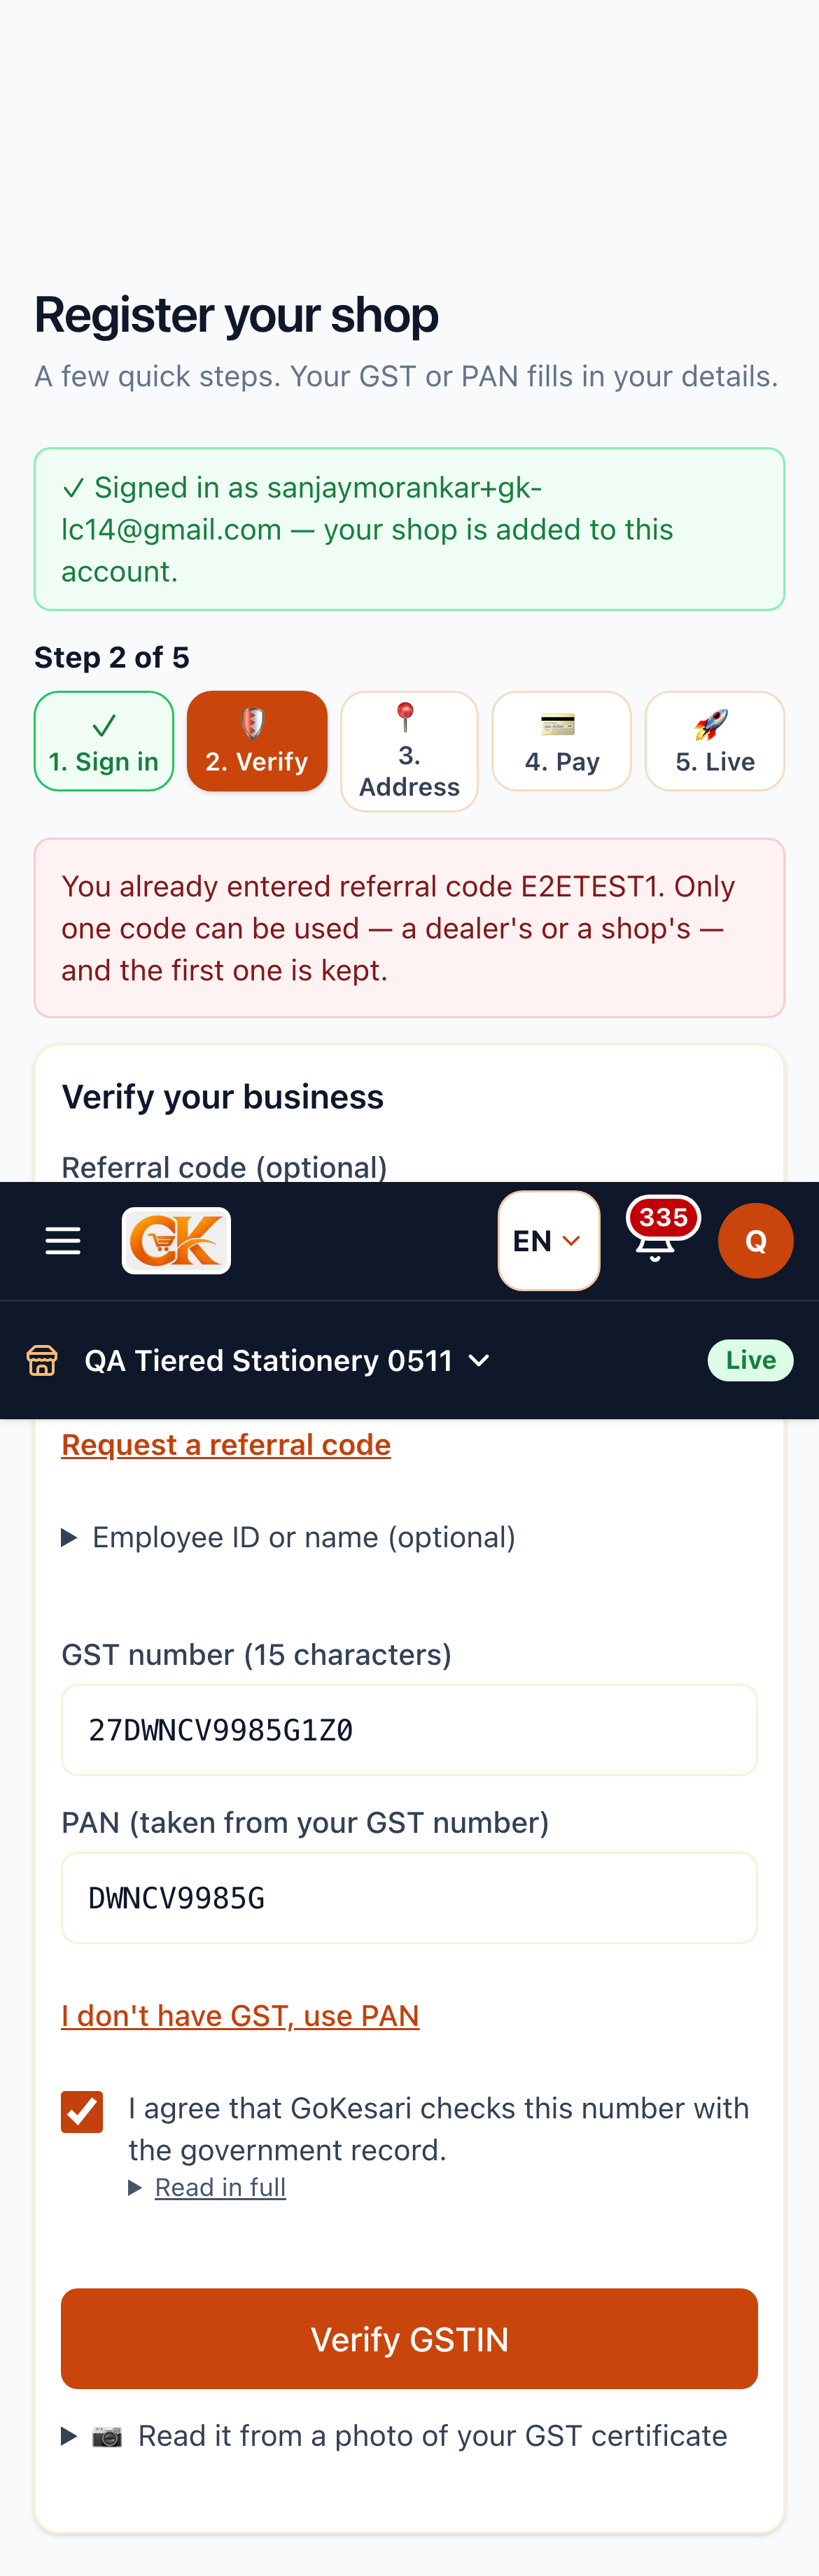 Register your shop
A few quick steps. Your GST or PAN fills in your details.
✓ Signed in as sanjaymorankar+gk-
lc14@gmail.com — your shop is added to this
account.
Step 2 of 5
✓
1. Sign in
2. Verify
3.
Address
4. Pay
5. Live
You already entered referral code E2ETEST1. Only
one code can be used — a dealer's or a shop's —
and the first one is kept.
Verify your business
Referral code (optional)
GK
EN
335
Q
QA Tiered Stationery 0511
Live
Request a referral code
Employee ID or name (optional)
GST number (15 characters)
27DWNCV9985G1Z0
PAN (taken from your GST number)
DWNCV9985G
I don't have GST, use PAN
I agree that GoKesari checks this number with
the government record.
Read in full
Verify GSTIN
Read it from a photo of your GST certificate